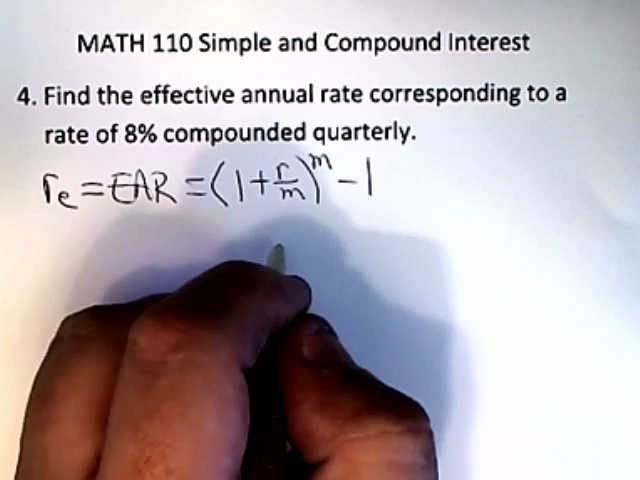 MATH 110 Simple and Compound Interest
4. Find the effective annual rate corresponding to a
rate of 8% compounded quarterly.
rₑ = EAR = (1 + r/m)ᵐ - 1